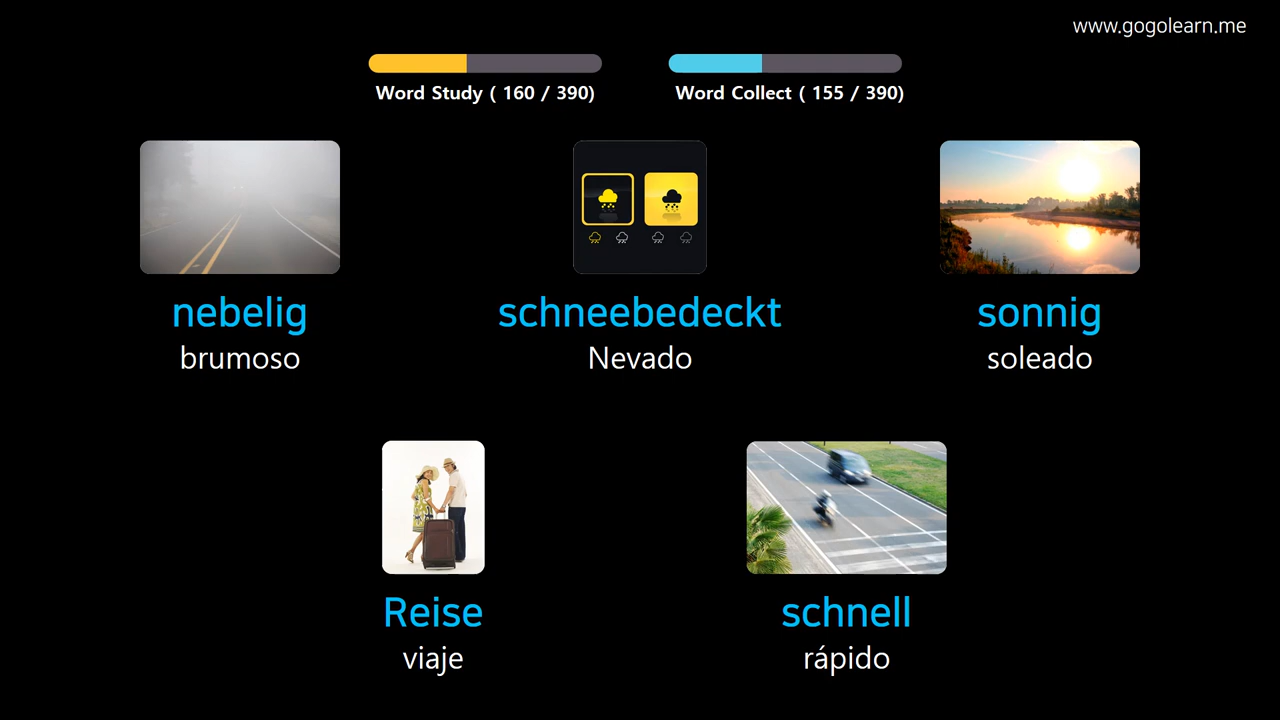 www.gogolearn.me
Word Study ( 160 / 390)
Word Collect ( 155 / 390)
nebelig
schneebedeckt
sonnig
brumoso
Nevado
soleado
Reise
schnell
viaje
rápido